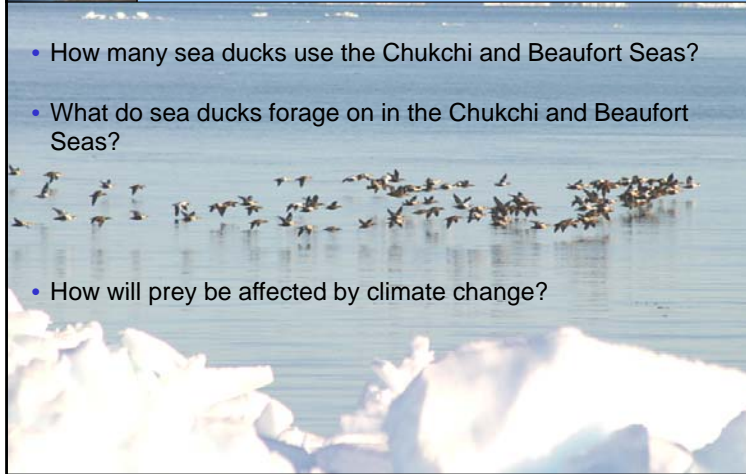 • How many sea ducks use the Chukchi and Beaufort Seas?
• What do sea ducks forage on in the Chukchi and Beaufort
Seas?
• How will prey be affected by climate change?